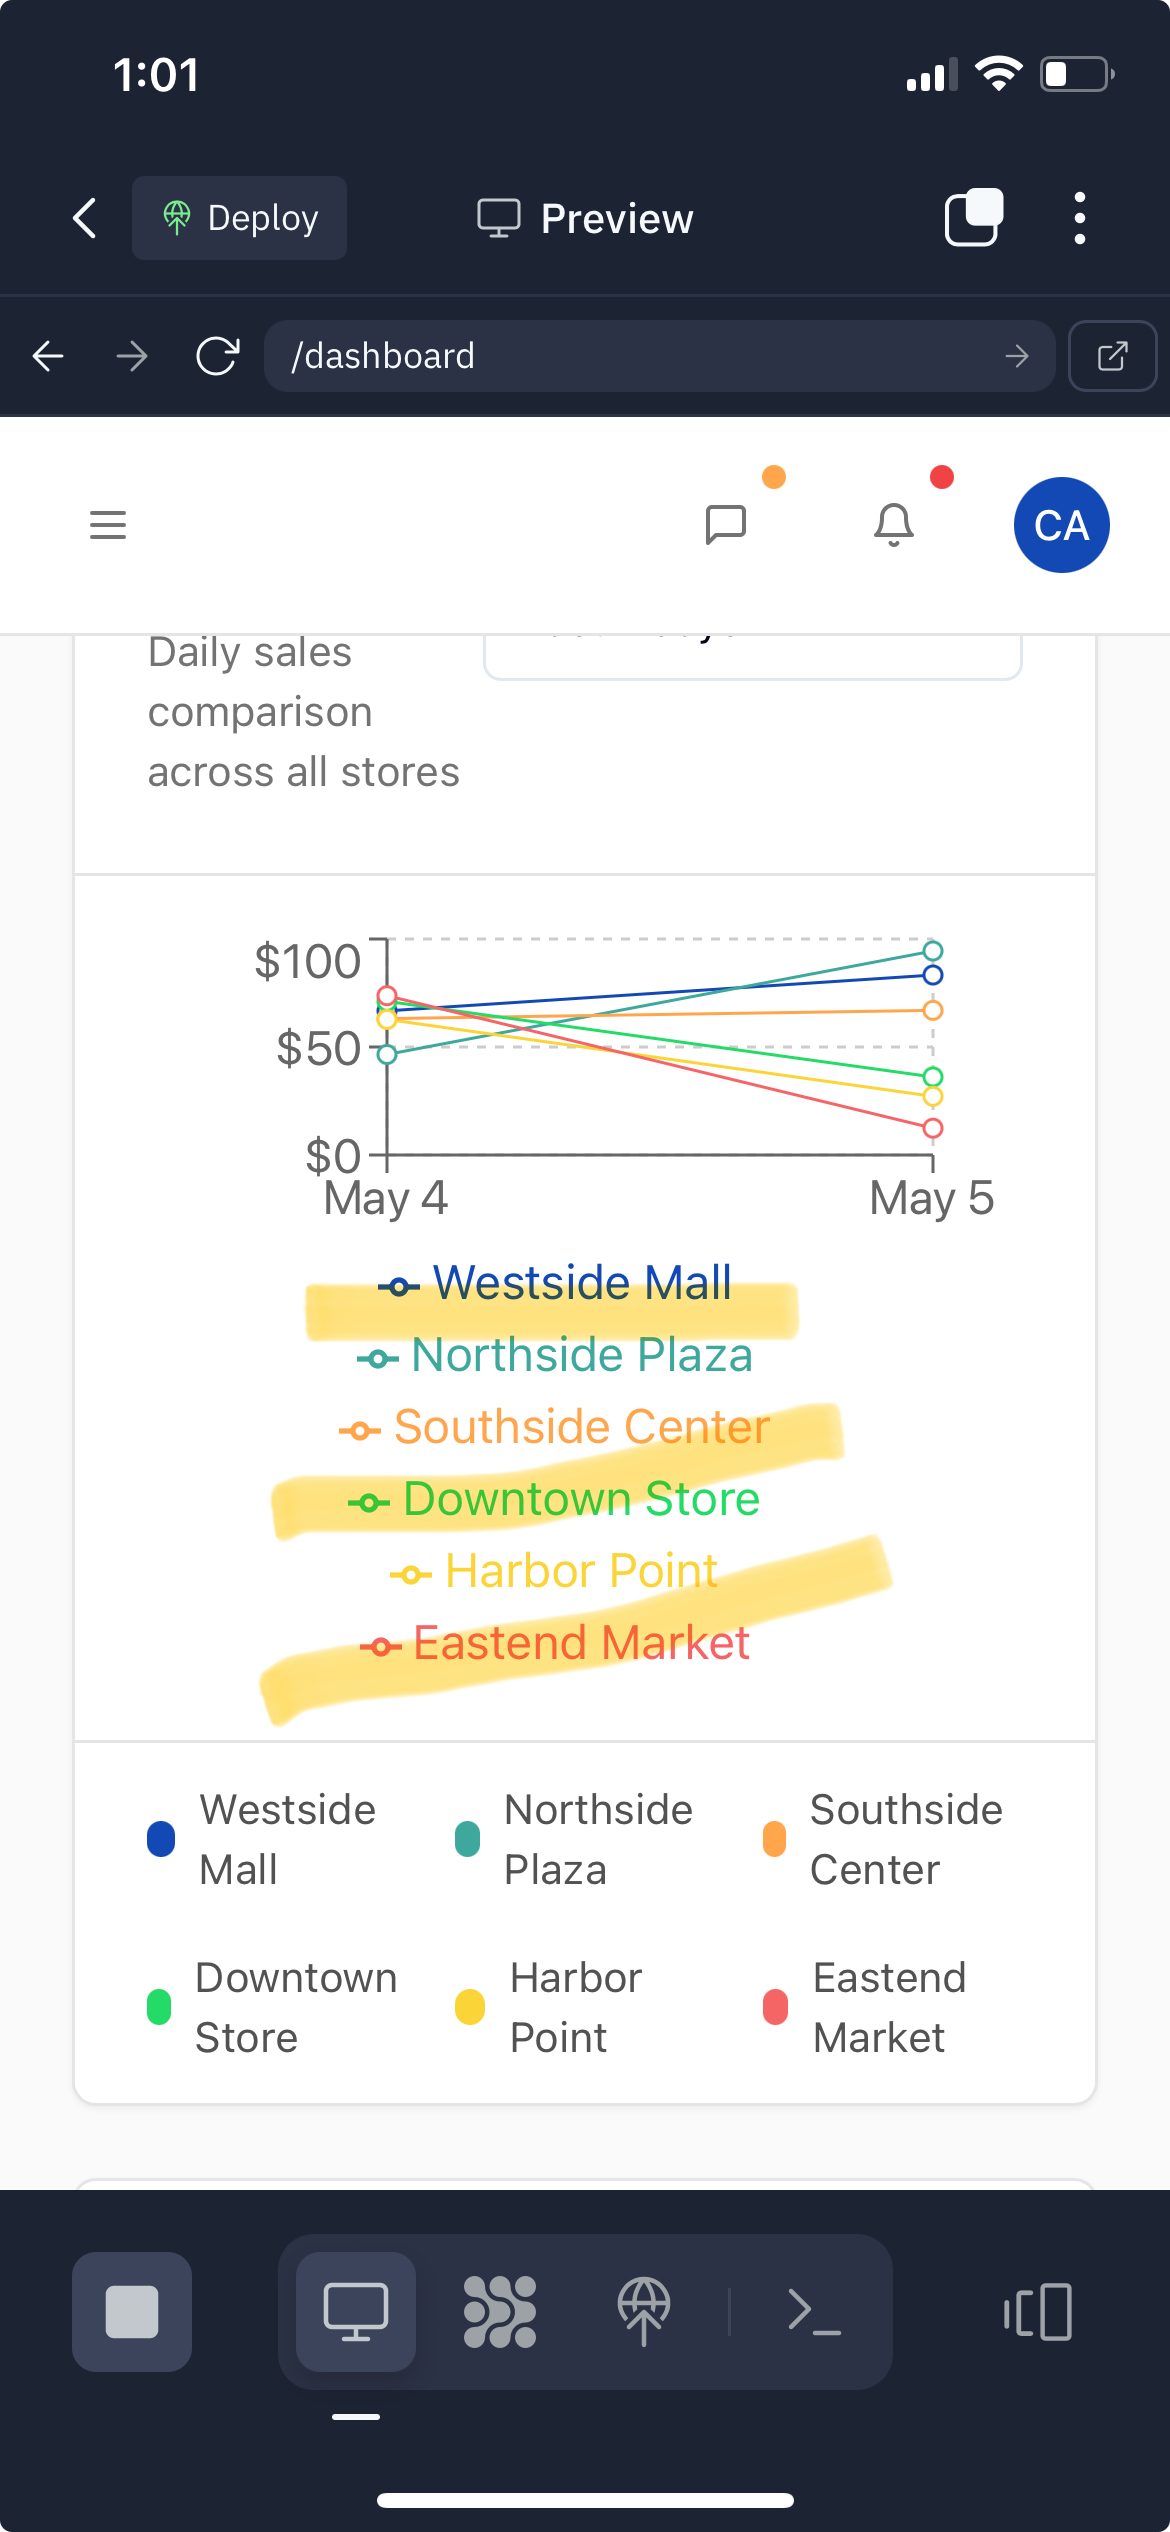 1:01
Deploy
Preview
/dashboard
CA
Daily sales
comparison
across all stores
$100
$50
$0
May 4
May 5
Westside Mall
Northside Plaza
Southside Center
Downtown Store
Harbor Point
Eastend Market
Westside
Mall
Northside
Plaza
Southside
Center
Downtown
Store
Harbor
Point
Eastend
Market